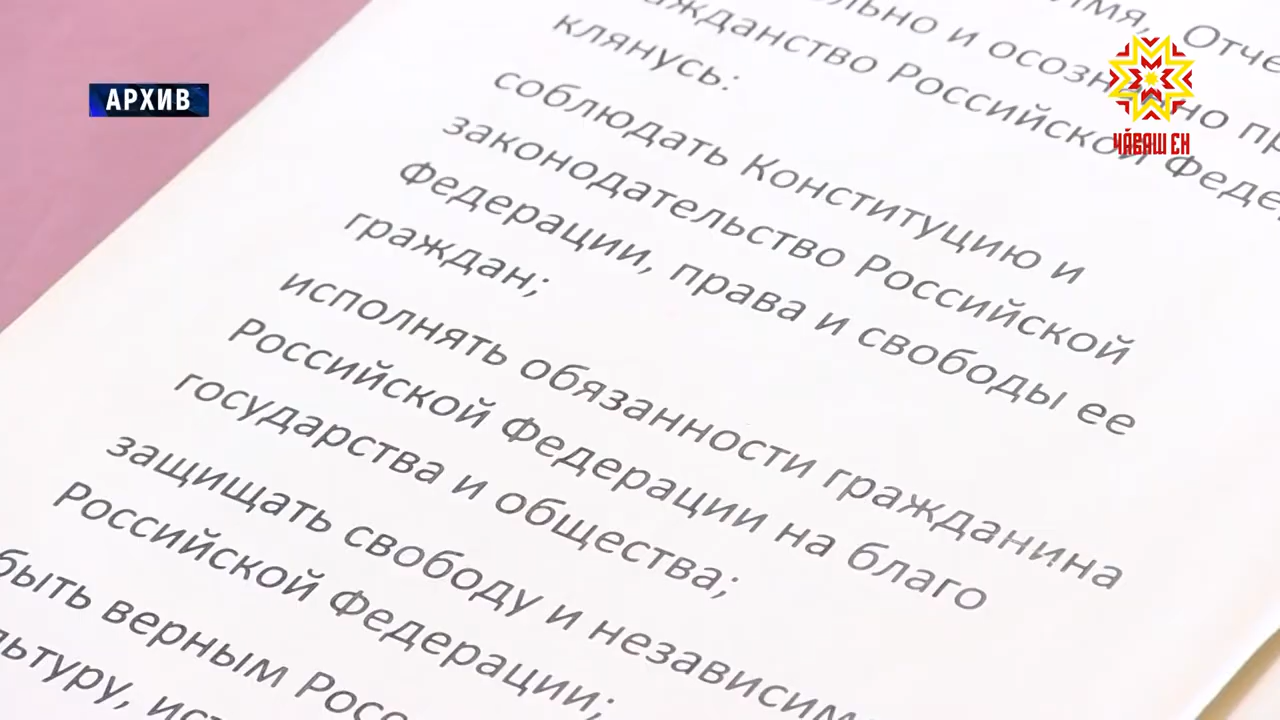 АРХИВ
ЧĂВАШ ЕН
клянусь:
соблюдать Конституцию и
законодательство Российской
Федерации, права и свободы ее
граждан;
исполнять обязанности гражданина
Российской Федерации на благо
государства и общества;
защищать свободу и
Российской Федерации;
быть верным